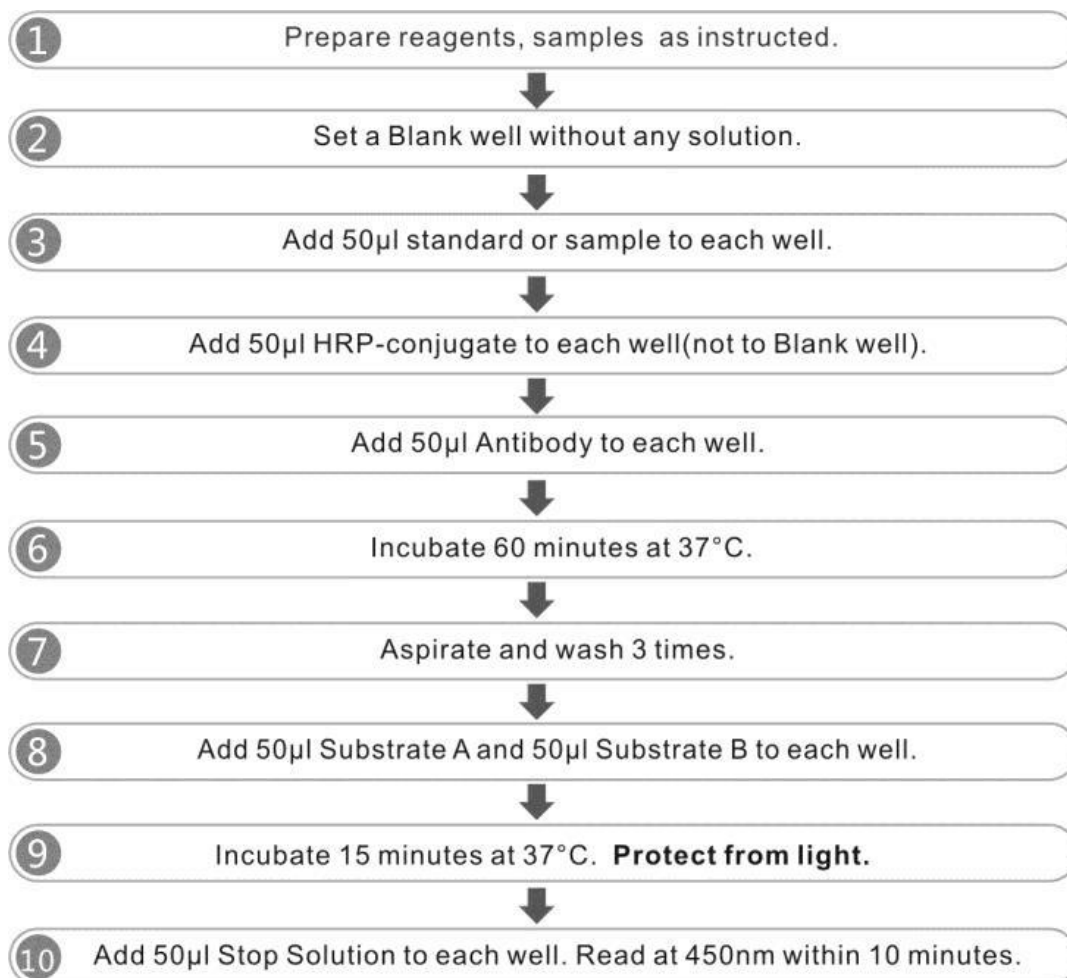 1 Prepare reagents, samples as instructed.
2 Set a Blank well without any solution.
3 Add 50µl standard or sample to each well.
4 Add 50µl HRP-conjugate to each well(not to Blank well).
5 Add 50µl Antibody to each well.
6 Incubate 60 minutes at 37°C.
7 Aspirate and wash 3 times.
8 Add 50µl Substrate A and 50µl Substrate B to each well.
9 Incubate 15 minutes at 37°C. Protect from light.
10 Add 50µl Stop Solution to each well. Read at 450nm within 10 minutes.